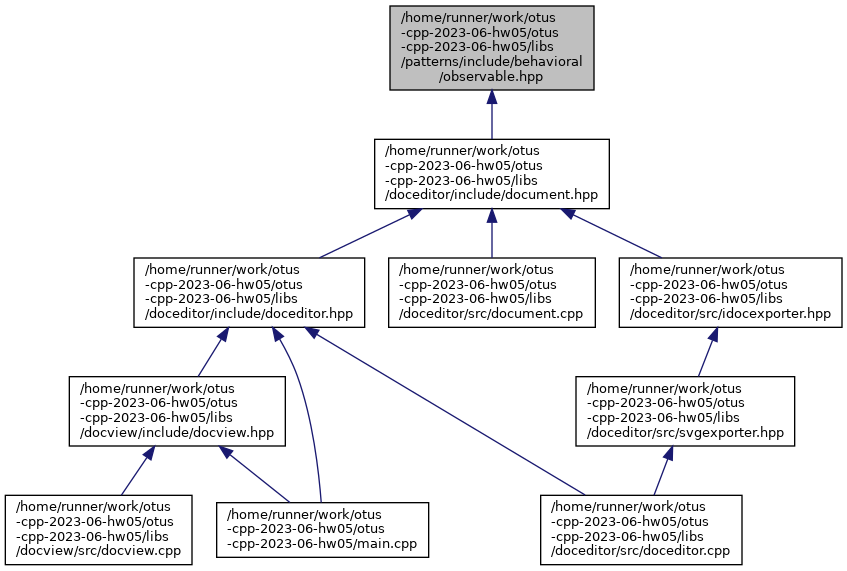 /home/runner/work/otus
-cpp-2023-06-hw05/otus
-cpp-2023-06-hw05/libs
/patterns/include/behavioral
/observable.hpp
/home/runner/work/otus
-cpp-2023-06-hw05/otus
-cpp-2023-06-hw05/libs
/doceditor/include/document.hpp
/home/runner/work/otus
-cpp-2023-06-hw05/otus
-cpp-2023-06-hw05/libs
/doceditor/include/doceditor.hpp
/home/runner/work/otus
-cpp-2023-06-hw05/otus
-cpp-2023-06-hw05/libs
/doceditor/src/document.cpp
/home/runner/work/otus
-cpp-2023-06-hw05/otus
-cpp-2023-06-hw05/libs
/doceditor/src/idocexporter.hpp
/home/runner/work/otus
-cpp-2023-06-hw05/otus
-cpp-2023-06-hw05/libs
/docview/include/docview.hpp
/home/runner/work/otus
-cpp-2023-06-hw05/otus
-cpp-2023-06-hw05/libs
/doceditor/src/svgexporter.hpp
/home/runner/work/otus
-cpp-2023-06-hw05/otus
-cpp-2023-06-hw05/libs
/docview/src/docview.cpp
/home/runner/work/otus
-cpp-2023-06-hw05/otus
-cpp-2023-06-hw05/main.cpp
/home/runner/work/otus
-cpp-2023-06-hw05/otus
-cpp-2023-06-hw05/libs
/doceditor/src/doceditor.cpp